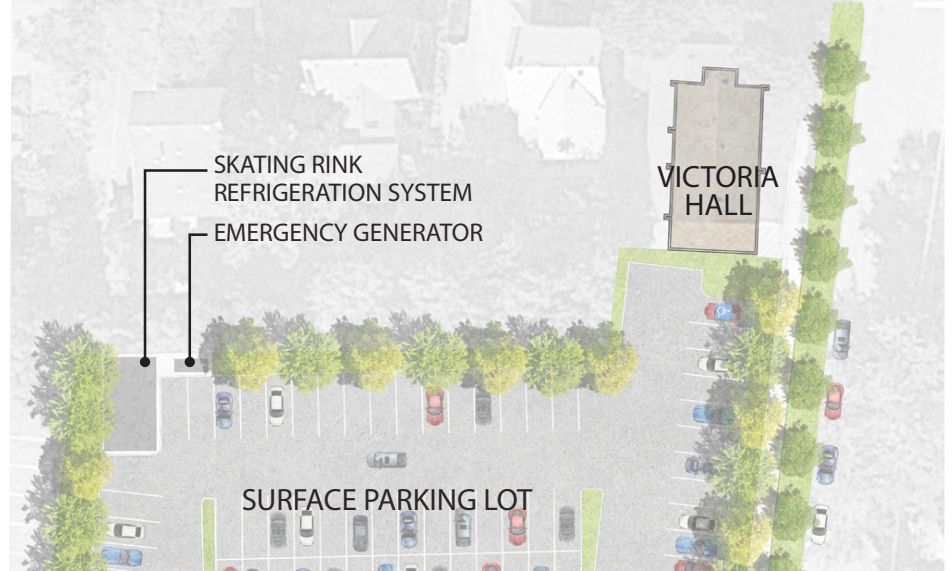 SKATING RINK
REFRIGERATION SYSTEM
EMERGENCY GENERATOR
VICTORIA
HALL
SURFACE PARKING LOT